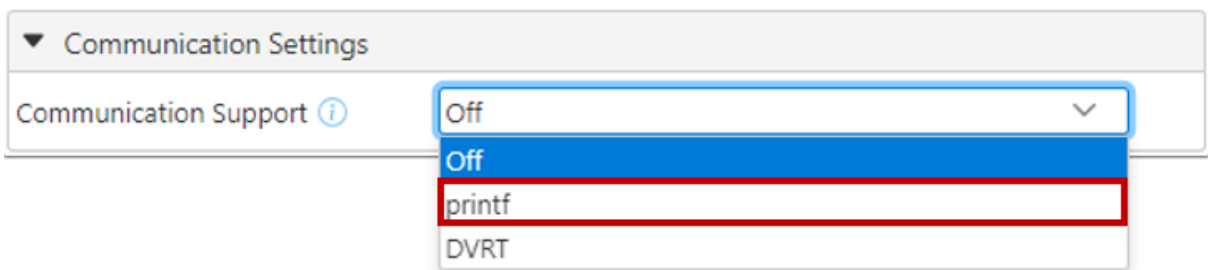 Communication Settings
Communication Support i Off
Off
printf
DVRT